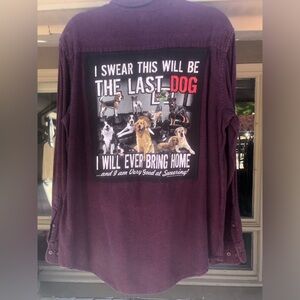 I SWEAR THIS WILL BE
THE LAST DOG
I WILL EVER BRING HOME
...and I am Very Good at Swearing!